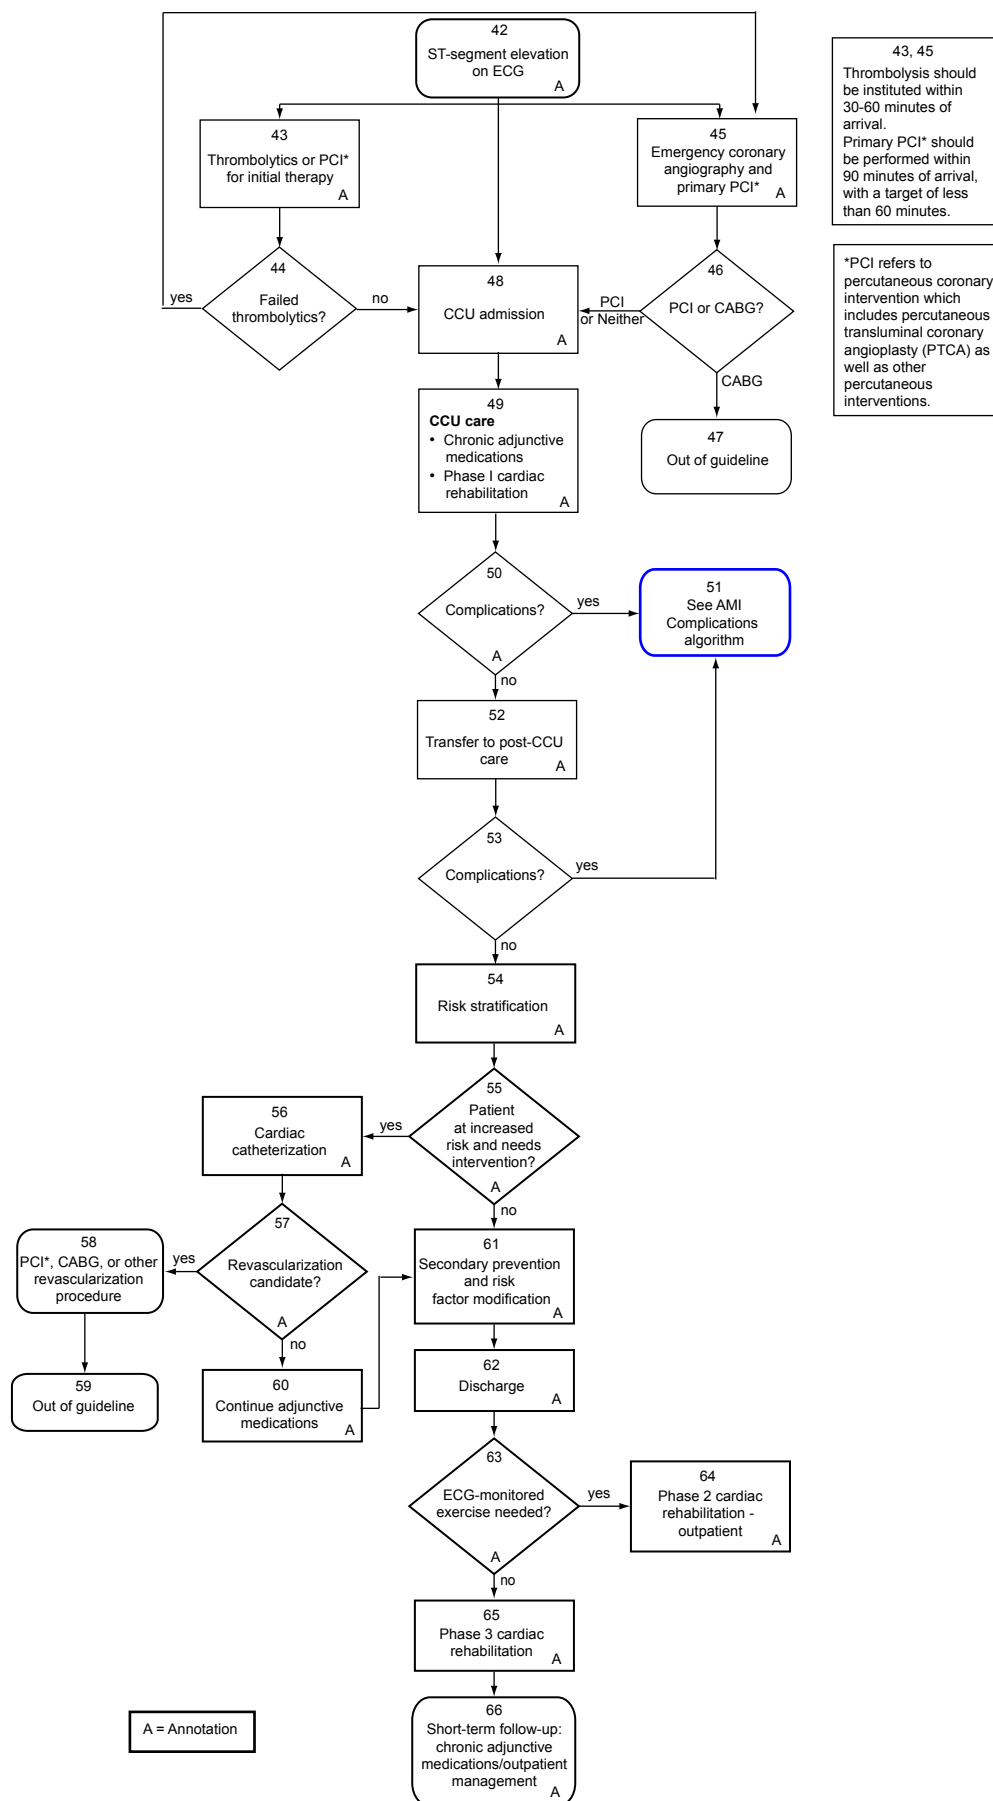 42
ST-segment elevation
on ECG
A
43
Thrombolytics or PCI*
for initial therapy
A
45
Emergency coronary
angiography and
primary PCI*
A
43, 45
Thrombolysis should
be instituted within
30-60 minutes of
arrival.
Primary PCI* should
be performed within
90 minutes of arrival,
with a target of less
than 60 minutes.
44
Failed
thrombolytics?
yes
no
48
CCU admission
A
46
PCI or CABG?
PCI
or Neither
CABG
*PCI refers to
percutaneous coronary
intervention which
includes percutaneous
transluminal coronary
angioplasty (PTCA) as
well as other
percutaneous
interventions.
47
Out of guideline
49
CCU care
• Chronic adjunctive
medications
• Phase I cardiac
rehabilitation
A
50
Complications?
A
yes
no
51
See AMI
Complications
algorithm
52
Transfer to post-CCU
care
A
53
Complications?
yes
no
54
Risk stratification
A
55
Patient
at increased
risk and needs
intervention?
A
yes
no
56
Cardiac
catheterization
A
57
Revascularization
candidate?
A
yes
no
58
PCI*, CABG, or other
revascularization
procedure
59
Out of guideline
60
Continue adjunctive
medications
A
61
Secondary prevention
and risk
factor modification
A
62
Discharge
A
63
ECG-monitored
exercise needed?
A
yes
no
64
Phase 2 cardiac
rehabilitation -
outpatient
A
65
Phase 3 cardiac
rehabilitation
A
66
Short-term follow-up:
chronic adjunctive
medications/outpatient
management
A
A = Annotation